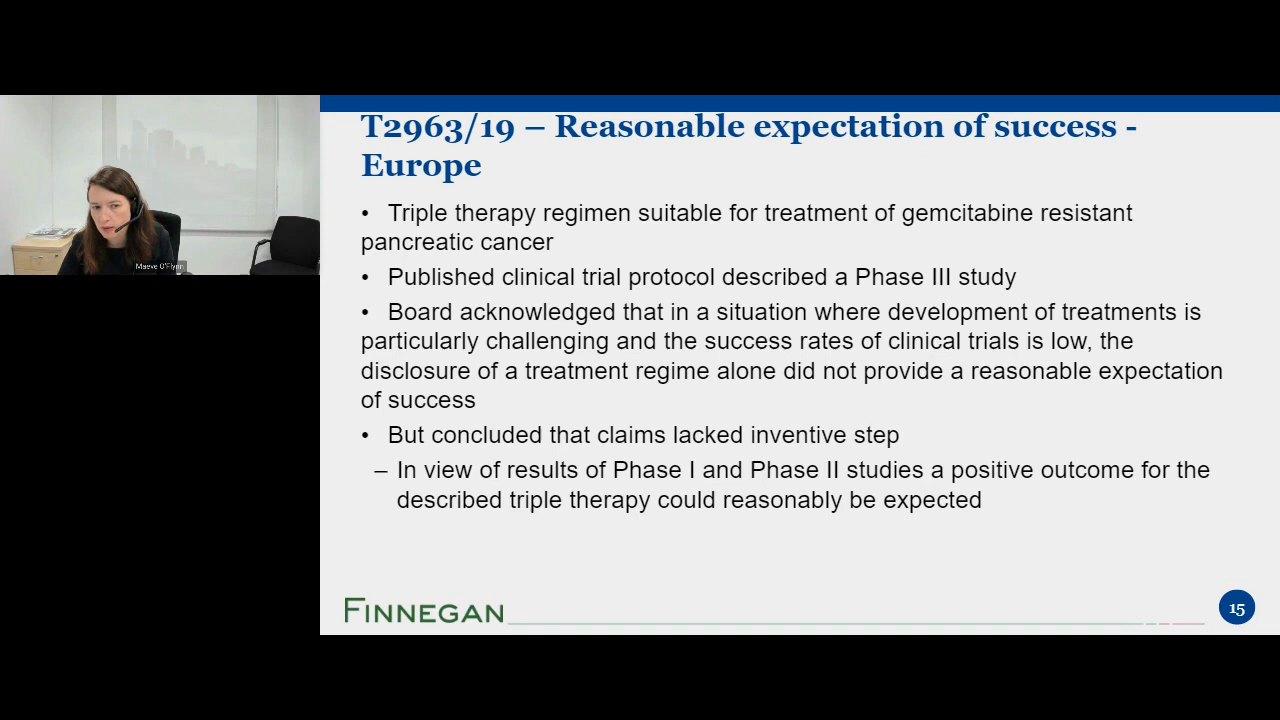 T2963/19 – Reasonable expectation of success -
Europe
• Triple therapy regimen suitable for treatment of gemcitabine resistant
pancreatic cancer
• Published clinical trial protocol described a Phase III study
• Board acknowledged that in a situation where development of treatments is
particularly challenging and the success rates of clinical trials is low, the
disclosure of a treatment regime alone did not provide a reasonable expectation
of success
• But concluded that claims lacked inventive step
– In view of results of Phase I and Phase II studies a positive outcome for the
described triple therapy could reasonably be expected
Maeve O'Flynn
FINNEGAN
15